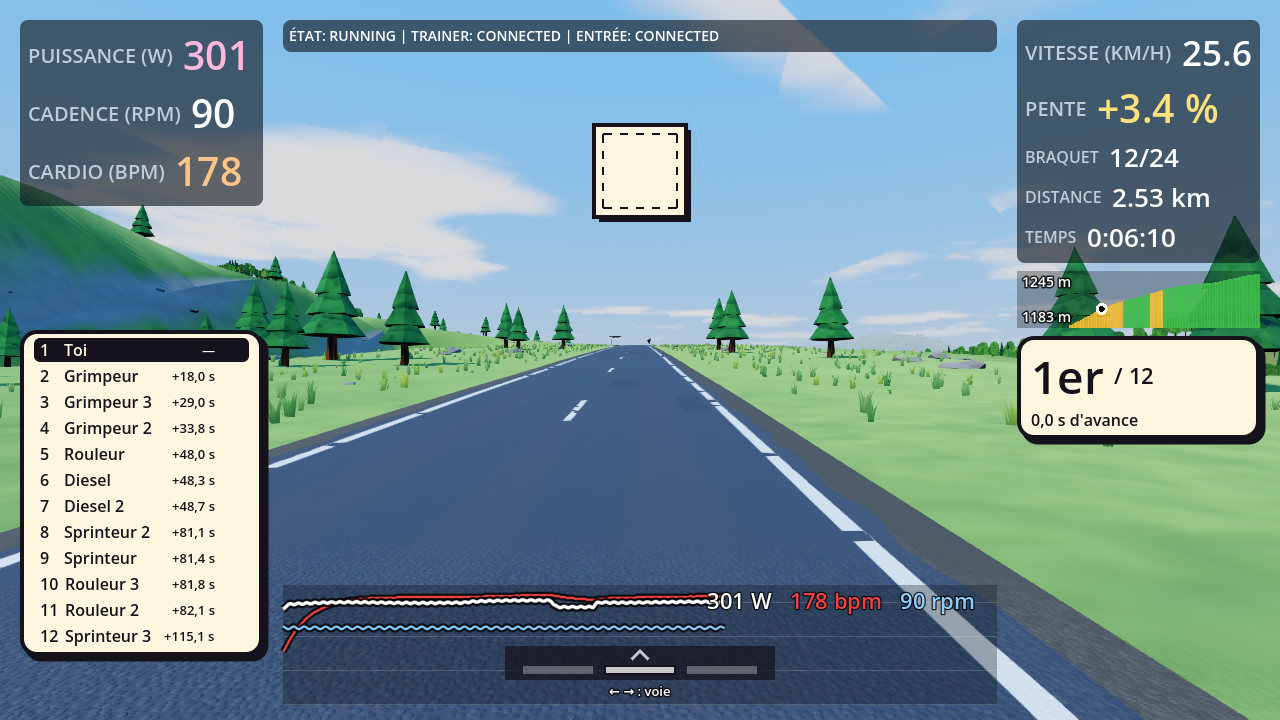 PUISSANCE (W) 301
CADENCE (RPM) 90
CARDIO (BPM) 178
ÉTAT: RUNNING | TRAINER: CONNECTED | ENTRÉE: CONNECTED
VITESSE (KM/H) 25.6
PENTE +3.4 %
BRAQUET 12/24
DISTANCE 2.53 km
TEMPS 0:06:10
1245 m
1183 m
1er / 12
0,0 s d'avance
1 Toi —
2 Grimpeur +18,0 s
3 Grimpeur 3 +29,0 s
4 Grimpeur 2 +33,8 s
5 Rouleur +48,0 s
6 Diesel +48,3 s
7 Diesel 2 +48,7 s
8 Sprinteur 2 +81,1 s
9 Sprinteur +81,4 s
10 Rouleur 3 +81,8 s
11 Rouleur 2 +82,1 s
12 Sprinteur 3 +115,1 s
301 W 178 bpm 90 rpm
←→ : voie